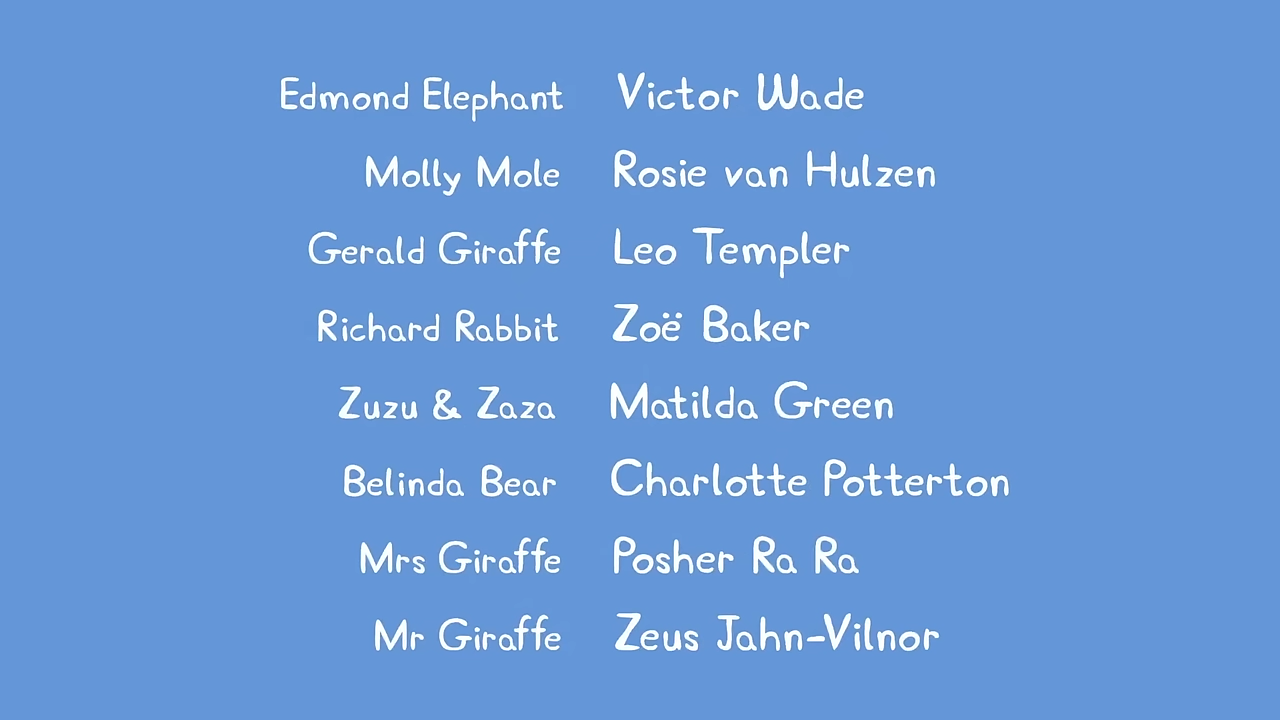 Edmond Elephant Victor Wade
Molly Mole Rosie van Hulzen
Gerald Giraffe Leo Templer
Richard Rabbit Zoë Baker
Zuzu & Zaza Matilda Green
Belinda Bear Charlotte Potterton
Mrs Giraffe Posher Ra Ra
Mr Giraffe Zeus Jahn-Vilnor